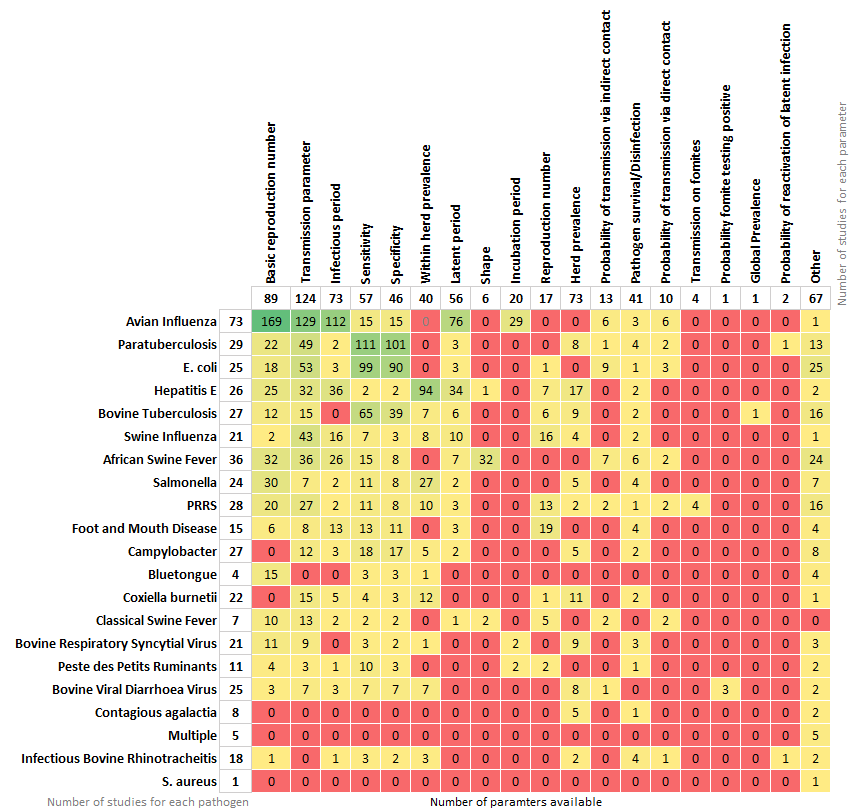 Basic reproduction number
Transmission parameter
Infectious period
Sensitivity
Specificity
Within herd prevalence
Latent period
Shape
Incubation period
Reproduction number
Herd prevalence
Probability of transmission via indirect contact
Pathogen survival/Disinfection
Probability of transmission via direct contact
Transmission on fomites
Probability fomite testing positive
Global Prevalence
Probability of reactivation of latent infection
Other
Number of studies for each parameter
89 124 73 57 46 40 56 6 20 17 73 13 41 10 4 1 1 2 67
Avian Influenza 73 169 129 112 15 15 0 76 0 29 0 0 6 3 6 0 0 0 0 1
Paratuberculosis 29 22 49 2 111 101 0 3 0 0 0 8 1 4 2 0 0 0 1 13
E. coli 25 18 53 3 99 90 0 3 0 0 1 0 9 1 3 0 0 0 0 25
Hepatitis E 26 25 32 36 2 2 94 34 1 0 7 17 0 2 0 0 0 0 0 2
Bovine Tuberculosis 27 12 15 0 65 39 7 6 0 0 6 9 0 2 0 0 0 1 0 16
Swine Influenza 21 2 43 16 7 3 8 10 0 0 16 4 0 2 0 0 0 0 0 1
African Swine Fever 36 32 36 26 15 8 0 7 32 0 0 0 7 6 2 0 0 0 0 24
Salmonella 24 30 7 2 11 8 27 2 0 0 0 5 0 4 0 0 0 0 0 7
PRRS 28 20 27 2 11 8 10 3 0 0 13 2 2 1 2 4 0 0 0 16
Foot and Mouth Disease 15 6 8 13 13 11 0 3 0 0 19 0 0 4 0 0 0 0 0 4
Campylobacter 27 0 12 3 18 17 5 2 0 0 0 5 0 2 0 0 0 0 0 8
Bluetongue 4 15 0 0 3 3 1 0 0 0 0 0 0 0 0 0 0 0 0 4
Coxiella burnetii 22 0 15 5 4 3 12 0 0 0 1 11 0 2 0 0 0 0 0 1
Classical Swine Fever 7 10 13 2 2 2 0 1 2 0 5 0 2 0 2 0 0 0 0 0
Bovine Respiratory Syncytial Virus 21 11 9 0 3 2 1 0 0 2 0 9 0 3 0 0 0 0 0 3
Peste des Petits Ruminants 11 4 3 1 10 3 0 0 0 2 2 0 0 1 0 0 0 0 0 2
Bovine Viral Diarrhoea Virus 25 3 7 3 7 7 7 0 0 0 0 8 1 0 0 0 3 0 0 2
Contagious agalactia 8 0 0 0 0 0 0 0 0 0 0 5 0 1 0 0 0 0 0 2
Multiple 5 0 0 0 0 0 0 0 0 0 0 0 0 0 0 0 0 0 0 5
Infectious Bovine Rhinotracheitis 18 1 0 1 3 2 3 0 0 0 0 2 0 4 1 0 0 0 1 2
S. aureus 1 0 0 0 0 0 0 0 0 0 0 0 0 0 0 0 0 0 0 1
Number of studies for each pathogen
Number of paramters available